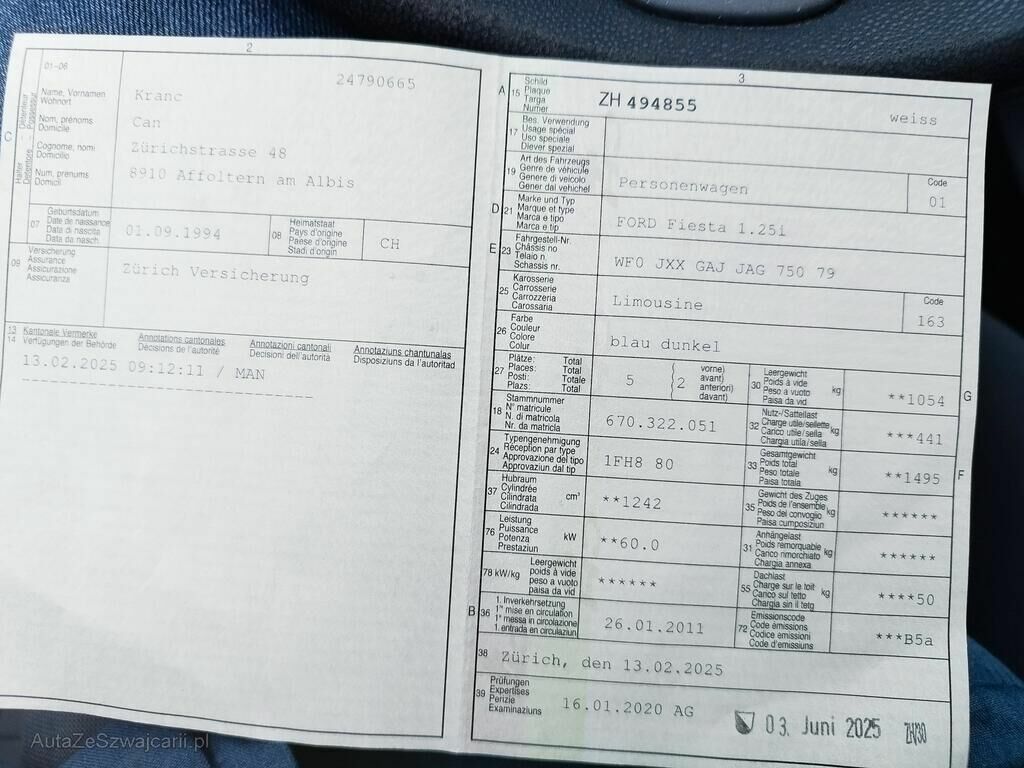 2
01-06
24790665
C
Halter Detenteur
Detentore Possessur
Name, Vornamen
Wohnort
Nom, prénoms
Domicile
Cognome, nomi
Domicilio
Num, prenums
Domicil
Kranc
Can
Zürichstrasse 48
8910 Affoltern am Albis
07
Geburtsdatum
Date de naissance
Data di nascita
Data da nasch.
01.09.1994
08
Heimatstaat
Pays d'origine
Paese d'origine
Stadi d'origin
CH
09
Versicherung
Assurance
Assicurazione
Assicuranza
Zürich Versicherung
13
14
Kantonale Vermerke
Verfügungen der Behörde
Annotations cantonales
Décisions de l'autorité
Annotazioni cantonali
Decisioni dell'autorità
Annotaziuns chantunalas
Disposiziuns da l'autoritad
13.02.2025 09:12:11 / MAN
3
A
15
Schild
Plaque
Targa
Numer
ZH 494855
weiss
17
Bes. Verwendung
Usage spécial
Uso speciale
Diever spezial
19
Art des Fahrzeugs
Genre de véhicule
Genere di veicolo
Gener dal vehichel
Personenwagen
Code
01
D
21
Marke und Typ
Marque et type
Marca e tipo
Marca e tip
FORD Fiesta 1.25i
E
23
Fahrgestell-Nr.
Châssis no
Telaio n.
Schassis nr.
WF0 JXX GAJ JAG 750 79
25
Karosserie
Carrosserie
Carrozzeria
Carossaria
Limousine
Code
163
26
Farbe
Couleur
Colore
Colur
blau dunkel
27
Plätze: Total
Places: Total
Posti: Totale
Plazs: Total
5
2
vorne)
avant)
anteriori)
davant)
30
Leergewicht
Poids à vide
Peso a vuoto
Paisa da vid
kg
**1054
G
18
Stammnummer
N° matricule
N. di matricola
Nr. da matricla
670.322.051
32
Nutz-/Sattellast
Charge utile/sellette
Carico utile/sella
Chargia utila/sella
kg
***441
24
Typengenehmigung
Réception par type
Approvazione del tipo
Approvaziun dal tip
1FH8 80
33
Gesamtgewicht
Poids total
Peso totale
Paisa totala
kg
**1495
F
37
Hubraum
Cylindrée
Cilindrata
Cilindrada
cm³
**1242
35
Gewicht des Zuges
Poids de l'ensemble
Peso del convoglio
Paisa cumposiziun
kg
******
76
Leistung
Puissance
Potenza
Prestaziun
kW
**60.0
31
Anhängelast
Poids remorquable
Carico rimorchiato
Chargia annexa
kg
******
78 kW/kg
Leergewicht
poids à vide
peso a vuoto
paisa da vid
******
55
Dachlast
Charge sur le toit
Carico sul tetto
Chargia sin il tetg
kg
****50
B
36
1. Inverkehrsetzung
1re mise en circulation
1a messa in circolazione
1. entrada en circulaziun
26.01.2011
72
Emissionscode
Code émissions
Codice emissioni
Code d'emissiuns
***B5a
38
Zürich, den 13.02.2025
39
Prüfungen
Expertises
Perizie
Examinaziuns
16.01.2020 AG
03. Juni 2025
ZH/30
AutaZeSzwajcarii.pl